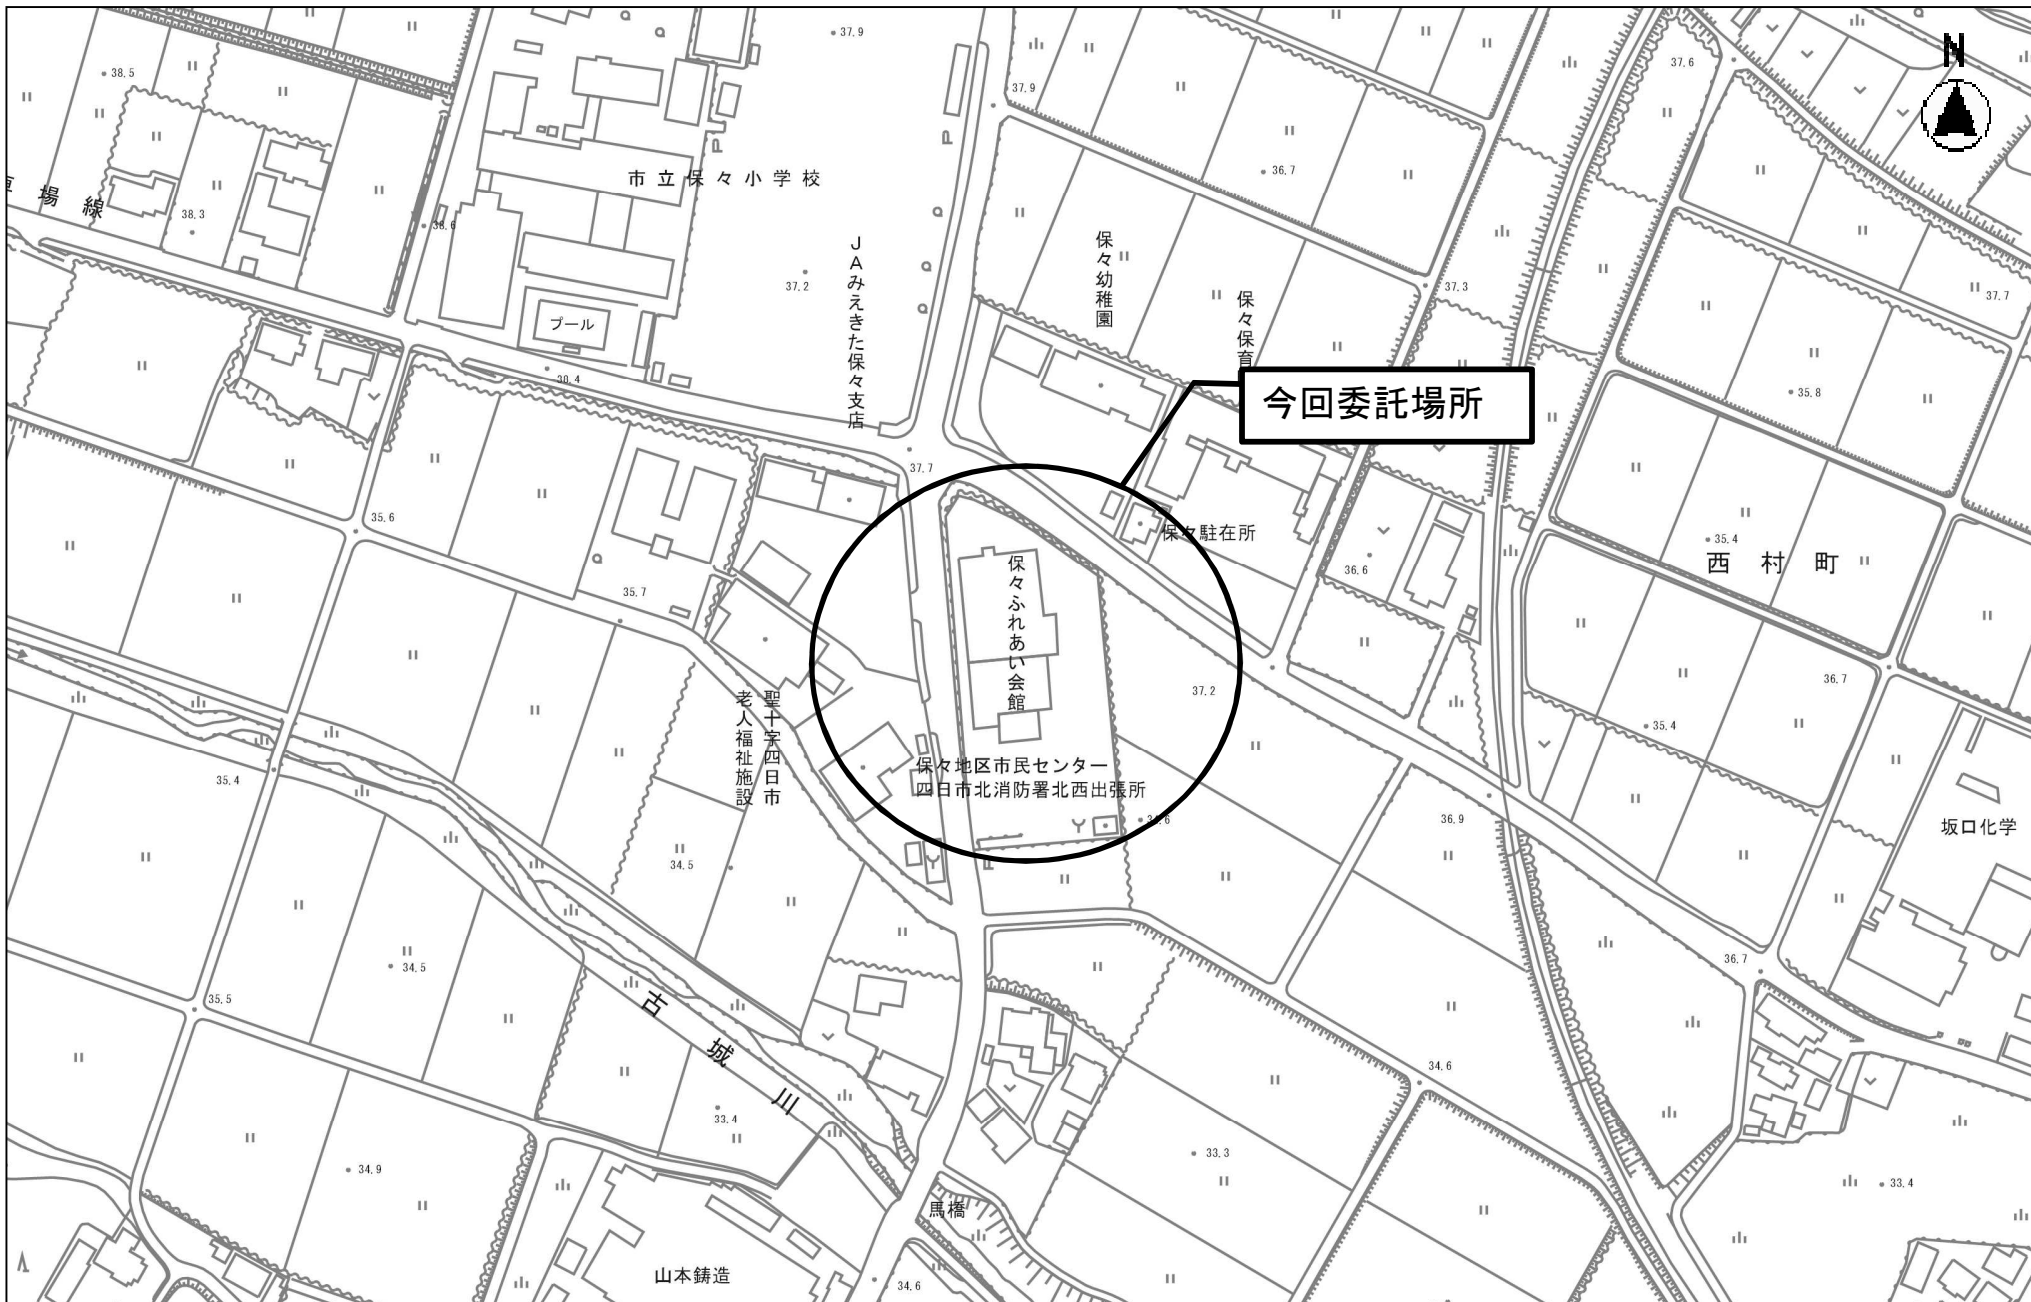 37.9
N
38.5
37.6
37.9
36.7
市立保々小学校
場線
38.3
38.6
JAみえきた保々支店
保々幼稚園
37.2
37.3
37.7
保々保育
プール
38.4
今回委託場所
35.8
37.7
35.6
保々駐在所
35.4
西村町
36.6
35.7
保々ふれあい会館
37.2
36.7
聖十字四日市
老人福祉施設
35.4
35.4
保々地区市民センター
四日市北消防署北西出張所
36.9
坂口化学
34.5
34.5
36.7
35.5
古城川
34.6
33.4
33.3
34.9
33.4
馬橋
山本鋳造
34.6